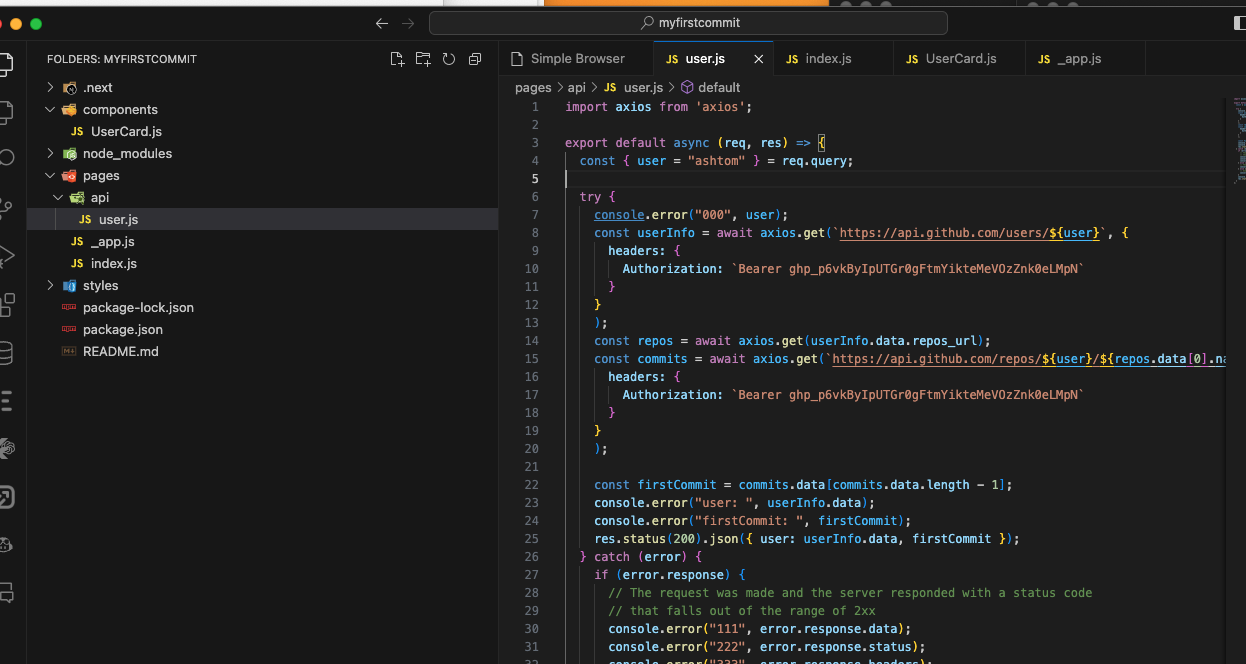 myfirstcommit
FOLDERS: MYFIRSTCOMMIT
.next
components
JS UserCard.js
node_modules
pages
api
JS user.js
JS _app.js
JS index.js
styles
package-lock.json
package.json
README.md
Simple Browser
JS user.js
JS index.js
JS UserCard.js
JS _app.js
pages > api > JS user.js > default
1 import axios from 'axios';
2
3 export default async (req, res) => {
4 const { user = "ashtom" } = req.query;
5
6 try {
7 console.error("000", user);
8 const userInfo = await axios.get(`https://api.github.com/users/${user}`, {
9 headers: {
10 Authorization: `Bearer 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`
11 }
12 }
13 );
14 const repos = await axios.get(userInfo.data.repos_url);
15 const commits = await axios.get(`https://api.github.com/repos/${user}/${repos.data[0].na
16 headers: {
17 Authorization: `Bearer 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`
18 }
19 }
20 );
21
22 const firstCommit = commits.data[commits.data.length - 1];
23 console.error("user: ", userInfo.data);
24 console.error("firstCommit: ", firstCommit);
25 res.status(200).json({ user: userInfo.data, firstCommit });
26 } catch (error) {
27 if (error.response) {
28 // The request was made and the server responded with a status code
29 // that falls out of the range of 2xx
30 console.error("111", error.response.data);
31 console.error("222", error.response.status);
32 console.error("333", error.response.headers);